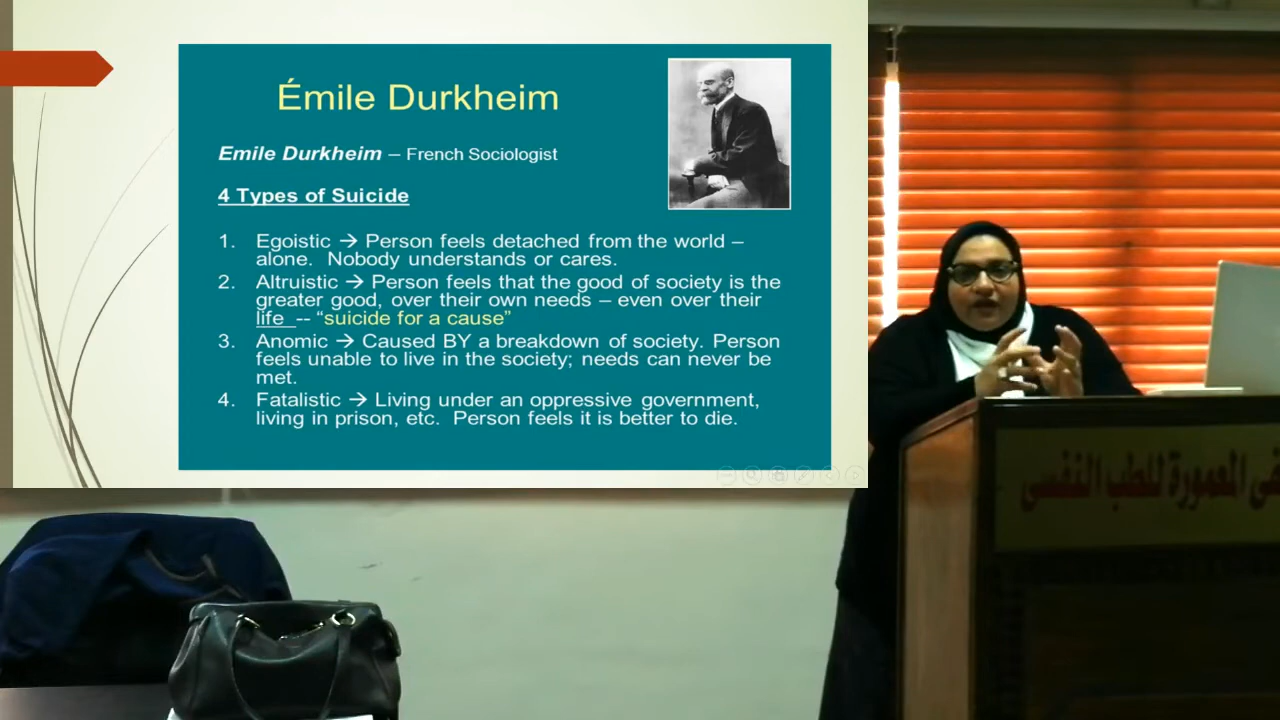 Émile Durkheim
Emile Durkheim – French Sociologist
4 Types of Suicide
1. Egoistic → Person feels detached from the world –
alone. Nobody understands or cares.
2. Altruistic → Person feels that the good of society is the
greater good, over their own needs – even over their
life -- “suicide for a cause”
3. Anomic → Caused BY a breakdown of society. Person
feels unable to live in the society; needs can never be
met.
4. Fatalistic → Living under an oppressive government,
living in prison, etc. Person feels it is better to die.
المعمورة للطب النفسي